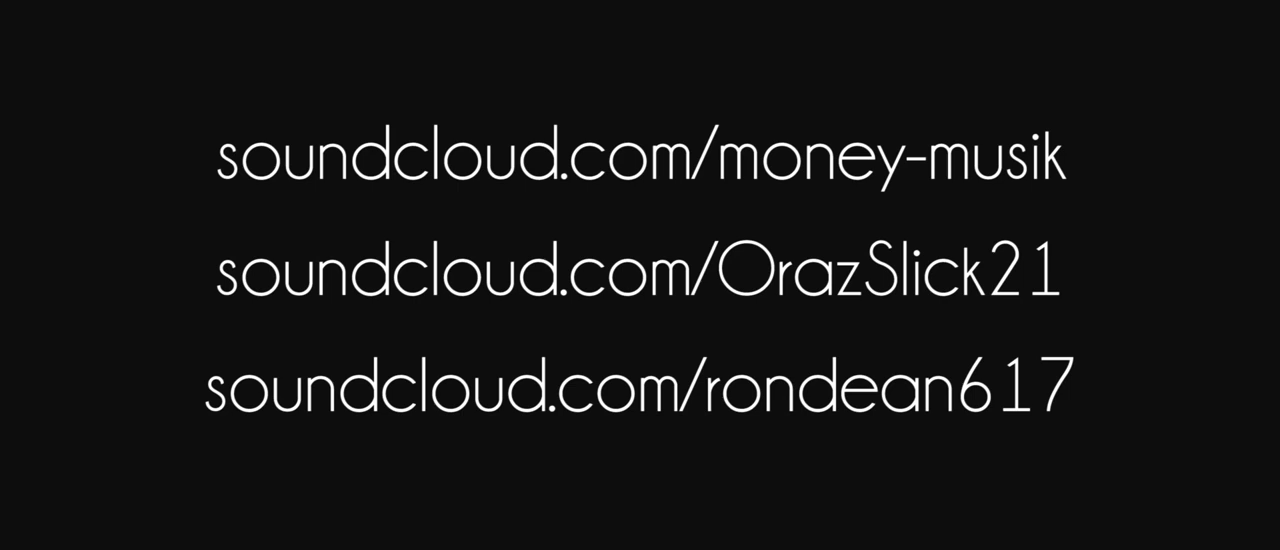 soundcloud.com/money-musik
soundcloud.com/OrazSlick21
soundcloud.com/rondean617